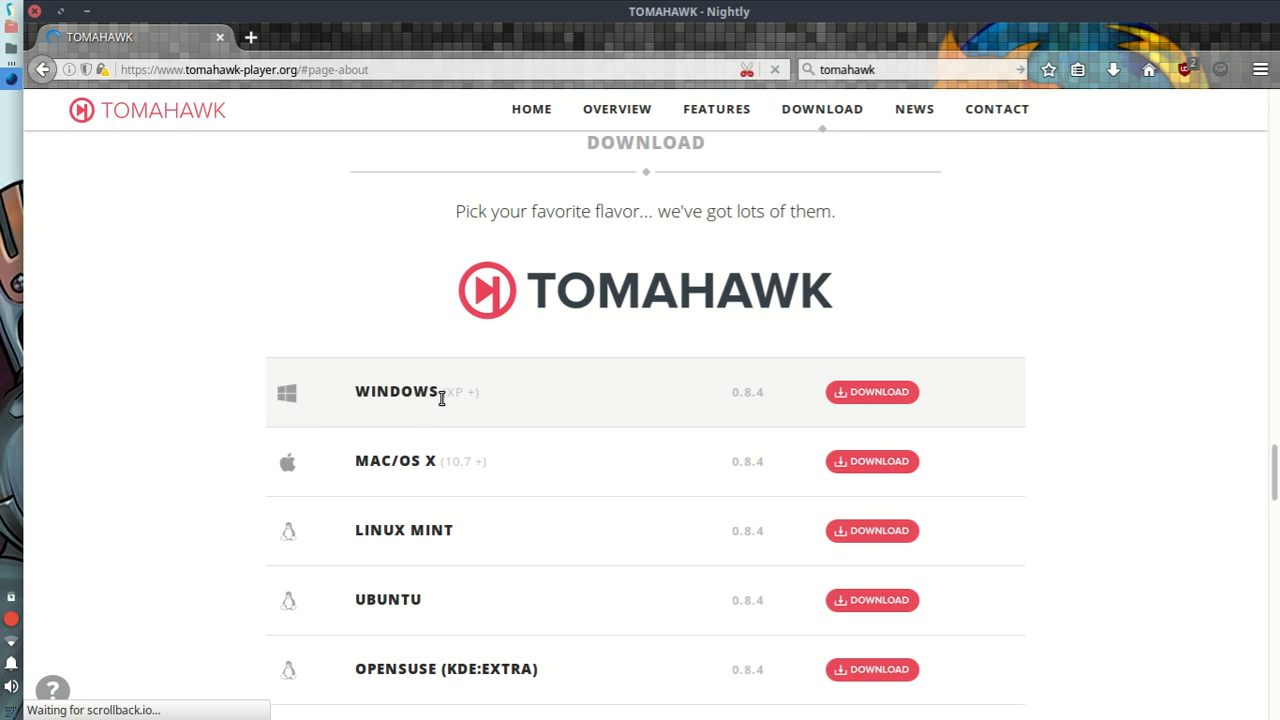 TOMAHAWK - Nightly
TOMAHAWK
https://www.tomahawk-player.org/#page-about
tomahawk
2
TOMAHAWK
HOME OVERVIEW FEATURES DOWNLOAD NEWS CONTACT
DOWNLOAD
Pick your favorite flavor... we've got lots of them.
TOMAHAWK
WINDOWS (XP +) 0.8.4 DOWNLOAD
MAC/OS X (10.7 +) 0.8.4 DOWNLOAD
LINUX MINT 0.8.4 DOWNLOAD
UBUNTU 0.8.4 DOWNLOAD
OPENSUSE (KDE:EXTRA) 0.8.4 DOWNLOAD
?
Waiting for scrollback.io...